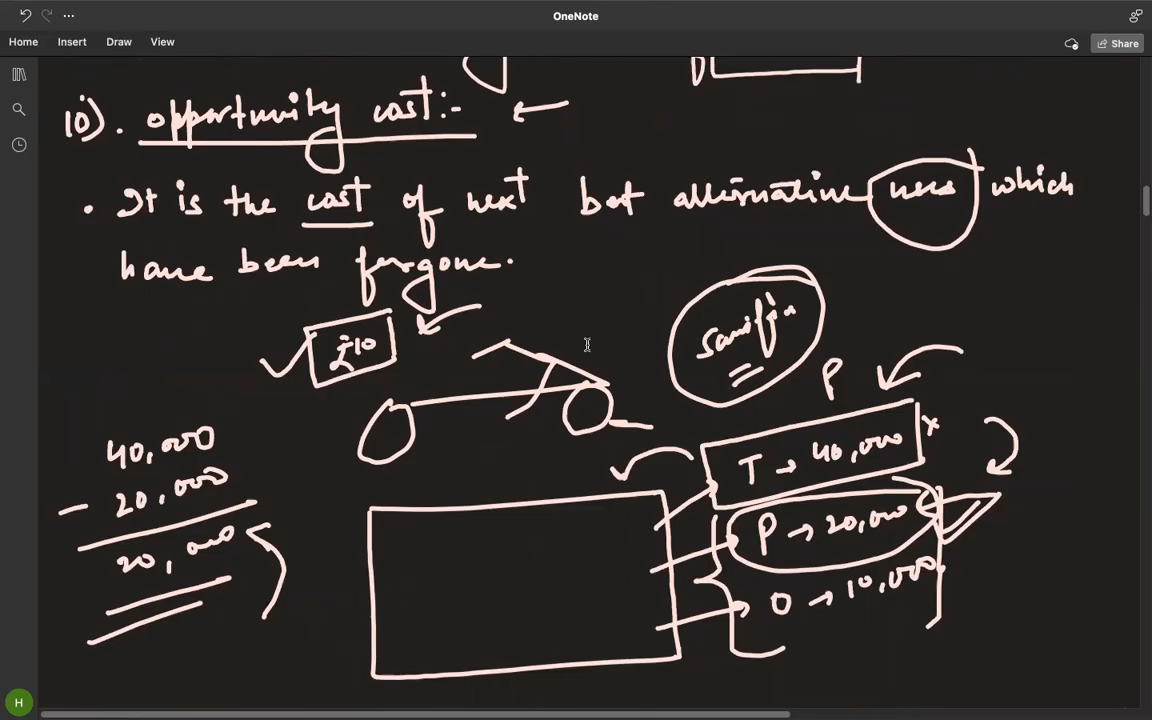 OneNote
Home Insert Draw View
Share
10). opportunity cost:-
. It is the cost of next best alternative uses which
have been forgone.
£10
P
T → 40,000 x
40,000
- 20,000
20,000
P → 20,000
O → 10,000
H